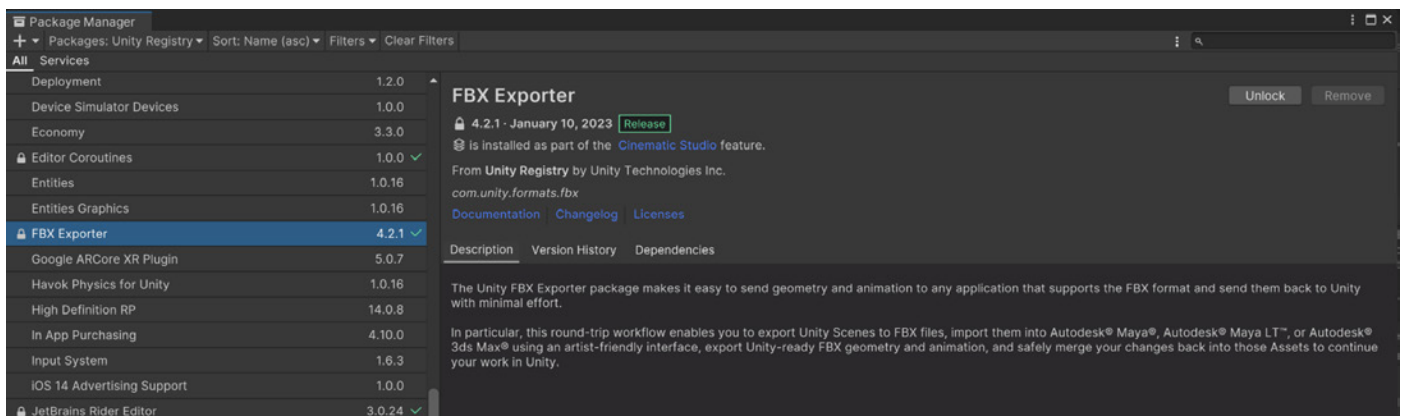 Package Manager
+ Packages: Unity Registry Sort: Name (asc) Filters Clear Filters
All Services
Deployment 1.2.0
Device Simulator Devices 1.0.0
Economy 3.3.0
Editor Coroutines 1.0.0
Entities 1.0.16
Entities Graphics 1.0.16
FBX Exporter 4.2.1
Google ARCore XR Plugin 5.0.7
Havok Physics for Unity 1.0.16
High Definition RP 14.0.8
In App Purchasing 4.10.0
Input System 1.6.3
iOS 14 Advertising Support 1.0.0
JetBrains Rider Editor 3.0.24
FBX Exporter
Unlock Remove
4.2.1 · January 10, 2023 Release
is installed as part of the Cinematic Studio feature.
From Unity Registry by Unity Technologies Inc.
com.unity.formats.fbx
Documentation Changelog Licenses
Description Version History Dependencies
The Unity FBX Exporter package makes it easy to send geometry and animation to any application that supports the FBX format and send them back to Unity
with minimal effort.
In particular, this round-trip workflow enables you to export Unity Scenes to FBX files, import them into Autodesk® Maya®, Autodesk® Maya LT™, or Autodesk®
3ds Max® using an artist-friendly interface, export Unity-ready FBX geometry and animation, and safely merge your changes back into those Assets to continue
your work in Unity.